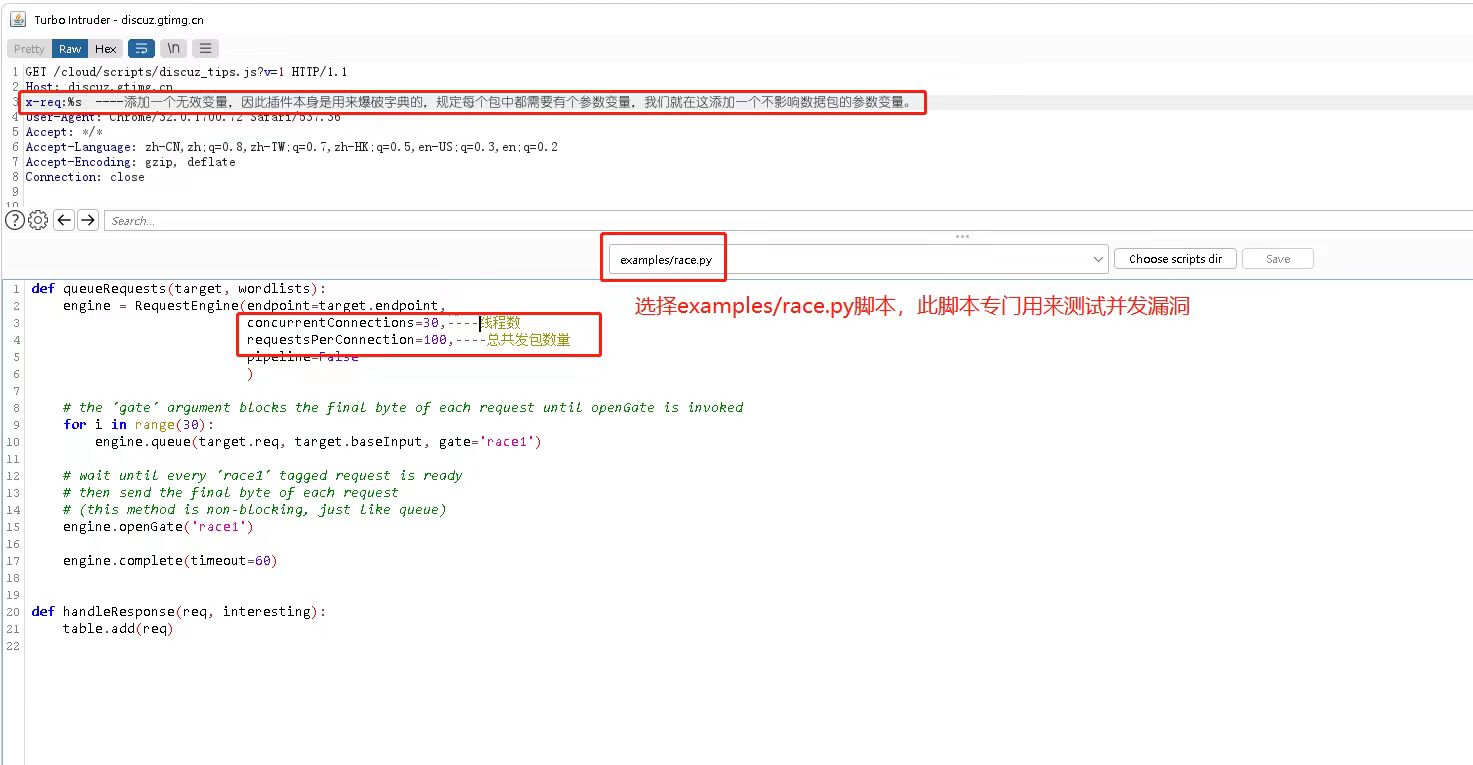 Turbo Intruder - discuz.gtimg.cn
Pretty Raw Hex \n
1 GET /cloud/scripts/discuz_tips.js?v=1 HTTP/1.1
2 Host: discuz.gtimg.cn
3 x-req:%s ----添加一个无效变量，因此插件本身是用来爆破字典的，规定每个包中都需要有个参数变量，我们就在这添加一个不影响数据包的参数变量。
4 User-Agent: Chrome/32.0.1700.72 Safari/537.36
5 Accept: */*
6 Accept-Language: zh-CN,zh;q=0.8,zh-TW;q=0.7,zh-HK;q=0.5,en-US;q=0.3,en;q=0.2
7 Accept-Encoding: gzip, deflate
8 Connection: close
9
10
Search...
examples/race.py Choose scripts dir Save
选择examples/race.py脚本，此脚本专门用来测试并发漏洞
1 def queueRequests(target, wordlists):
2 engine = RequestEngine(endpoint=target.endpoint,
3 concurrentConnections=30,----线程数
4 requestsPerConnection=100,----总共发包数量
5 pipeline=False
6 )
7
8 # the 'gate' argument blocks the final byte of each request until openGate is invoked
9 for i in range(30):
10 engine.queue(target.req, target.baseInput, gate='race1')
11
12 # wait until every 'race1' tagged request is ready
13 # then send the final byte of each request
14 # (this method is non-blocking, just like queue)
15 engine.openGate('race1')
16
17 engine.complete(timeout=60)
18
19
20 def handleResponse(req, interesting):
21 table.add(req)
22